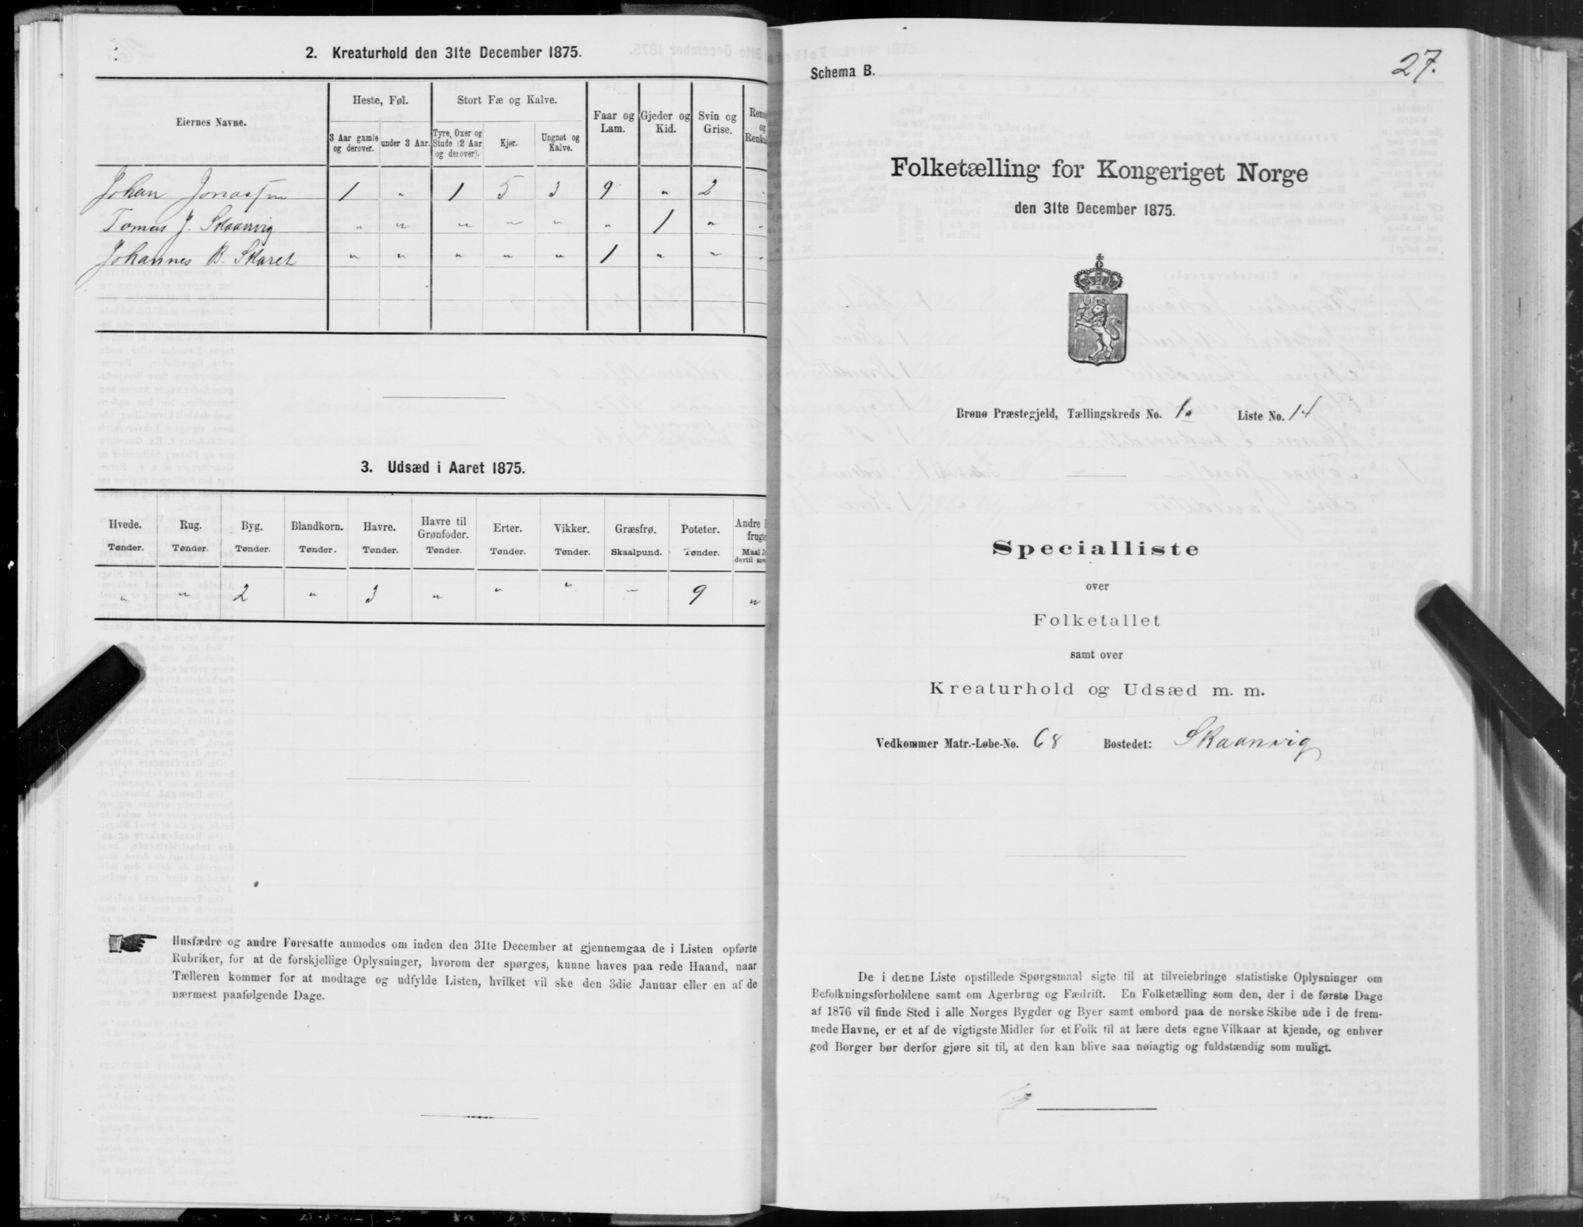 2. Kreaturhold den 31te December 1875.
Eiernes Navne.
Heste, Føl.
Stort Fæ og Kalve.
Faar og Lam.
Gjeder og Kid.
Svin og Grise.
3 Aar gamle og derover.
under 3 Aar.
Tyre, Oxer og Stude (2 Aar og derover).
Kjør.
Ungnøt og Kalve.
Johan Jonassen 1 " 1 5 3 9 " 2 "
Tomas J. Skaanvig " " " " " " 1 " "
Johannes B. Skaret " " " " " 1 " " "
3. Udsæd i Aaret 1875.
Hvede. Rug. Byg. Blandkorn. Havre. Havre til Grønfoder. Erter. Vikker. Græsfrø. Poteter. Andre
Tønder. Tønder. Tønder. Tønder. Tønder. Tønder. Tønder. Tønder. Skaalpund. Tønder.
" " 2 " 3 " " " – 9 "
Husfædre og andre Foresatte anmodes om inden den 31te December at gjennemgaa de i Listen opførte
Rubriker, for at de forskjellige Oplysninger, hvorom der spørges, kunne haves paa rede Haand, naar
Tælleren kommer for at modtage og udfylde Listen, hvilket vil ske den 3die Januar eller en af de
nærmest paafølgende Dage.
Schema B.
27.
Folketælling for Kongeriget Norge
den 31te December 1875.
Brønø Præstegjeld, Tællingskreds No. 1a Liste No. 14
Specialliste
over
Folketallet
samt over
Kreaturhold og Udsæd m. m.
Vedkommer Matr.-Løbe-No. 68 Bostedet: Skaanvig
De i denne Liste opstillede Spørgsmaal sigte til at tilveiebringe statistiske Oplysninger om
Befolkningsforholdene samt om Agerbrug og Fædrift. En Folketælling som den, der i de første Dage
af 1876 vil finde Sted i alle Norges Bygder og Byer samt ombord paa de norske Skibe ude i de frem-
mede Havne, er et af de vigtigste Midler for et Folk til at lære dets egne Vilkaar at kjende, og enhver
god Borger bør derfor gjøre sit til, at den kan blive saa nøiagtig og fuldstændig som muligt.